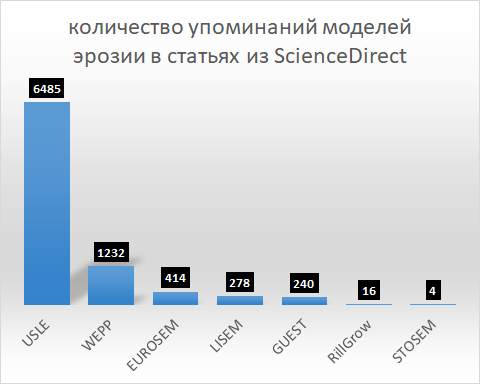 количество упоминаний моделей
эрозии в статьях из ScienceDirect
6485
1232
414
278
240
16
4
USLE
WEPP
EUROSEM
LISEM
GUEST
RillGrow
STOSEM